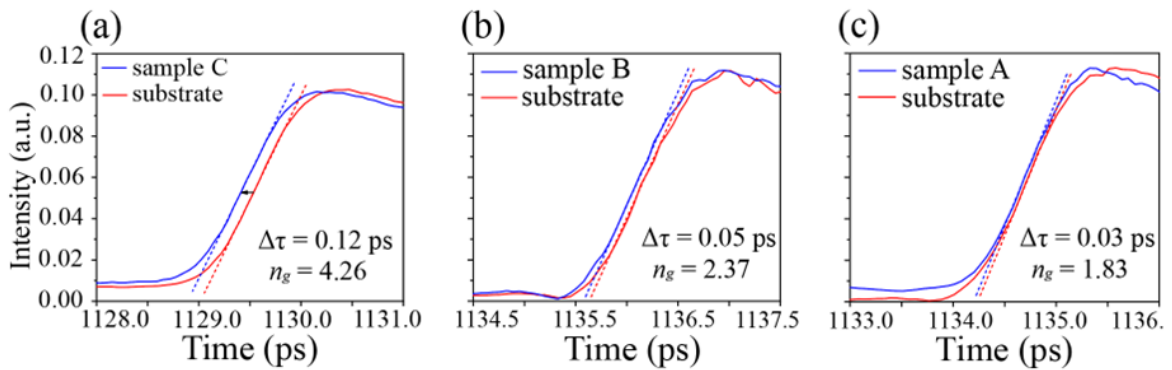 (a)
Intensity (a.u.)
0.12
0.10
0.08
0.06
0.04
0.02
0.00
sample C
substrate
Δτ = 0.12 ps
n_g = 4.26
1128.0 1129.0 1130.0 1131.0
Time (ps)
(b)
sample B
substrate
Δτ = 0.05 ps
n_g = 2.37
1134.5 1135.5 1136.5 1137.5
Time (ps)
(c)
sample A
substrate
Δτ = 0.03 ps
n_g = 1.83
1133.0 1134.0 1135.0 1136.
Time (ps)